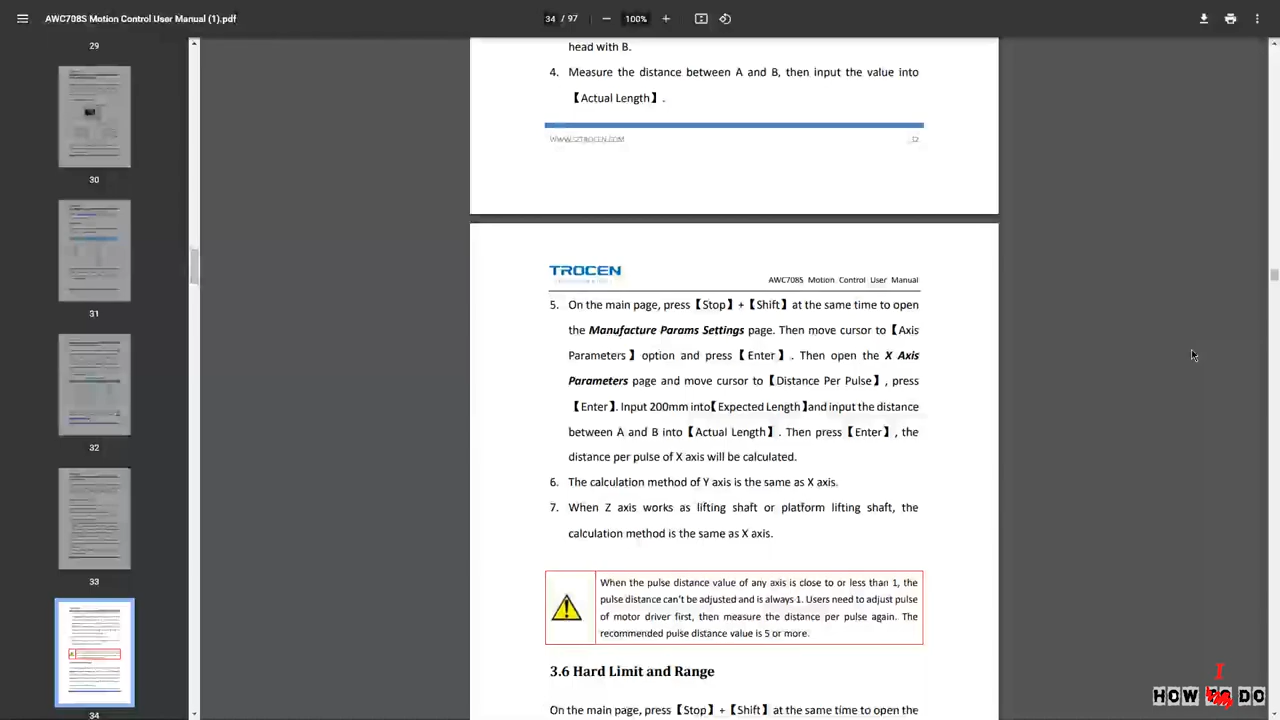 AWC708S Motion Control User Manual (1).pdf
34 / 97
100%
29
30
31
32
33
34
head with B.
4. Measure the distance between A and B, then input the value into
【Actual Length】.
WWW.SZTROCEN.COM
TROCEN
AWC708S Motion Control User Manual
5. On the main page, press【Stop】+【Shift】at the same time to open
the Manufacture Params Settings page. Then move cursor to【Axis
Parameters】option and press【Enter】. Then open the X Axis
Parameters page and move cursor to【Distance Per Pulse】, press
【Enter】. Input 200mm into【Expected Length】and input the distance
between A and B into【Actual Length】. Then press【Enter】, the
distance per pulse of X axis will be calculated.
6. The calculation method of Y axis is the same as X axis.
7. When Z axis works as lifting shaft or platform lifting shaft, the
calculation method is the same as X axis.
When the pulse distance value of any axis is close to or less than 1, the
pulse distance can't be adjusted and is always 1. Users need to adjust pulse
of motor driver first, then measure the distance per pulse again. The
recommended pulse distance value is 5 or more.
3.6 Hard Limit and Range
On the main page, press【Stop】+【Shift】at the same time to open the
I
HOW TO DO